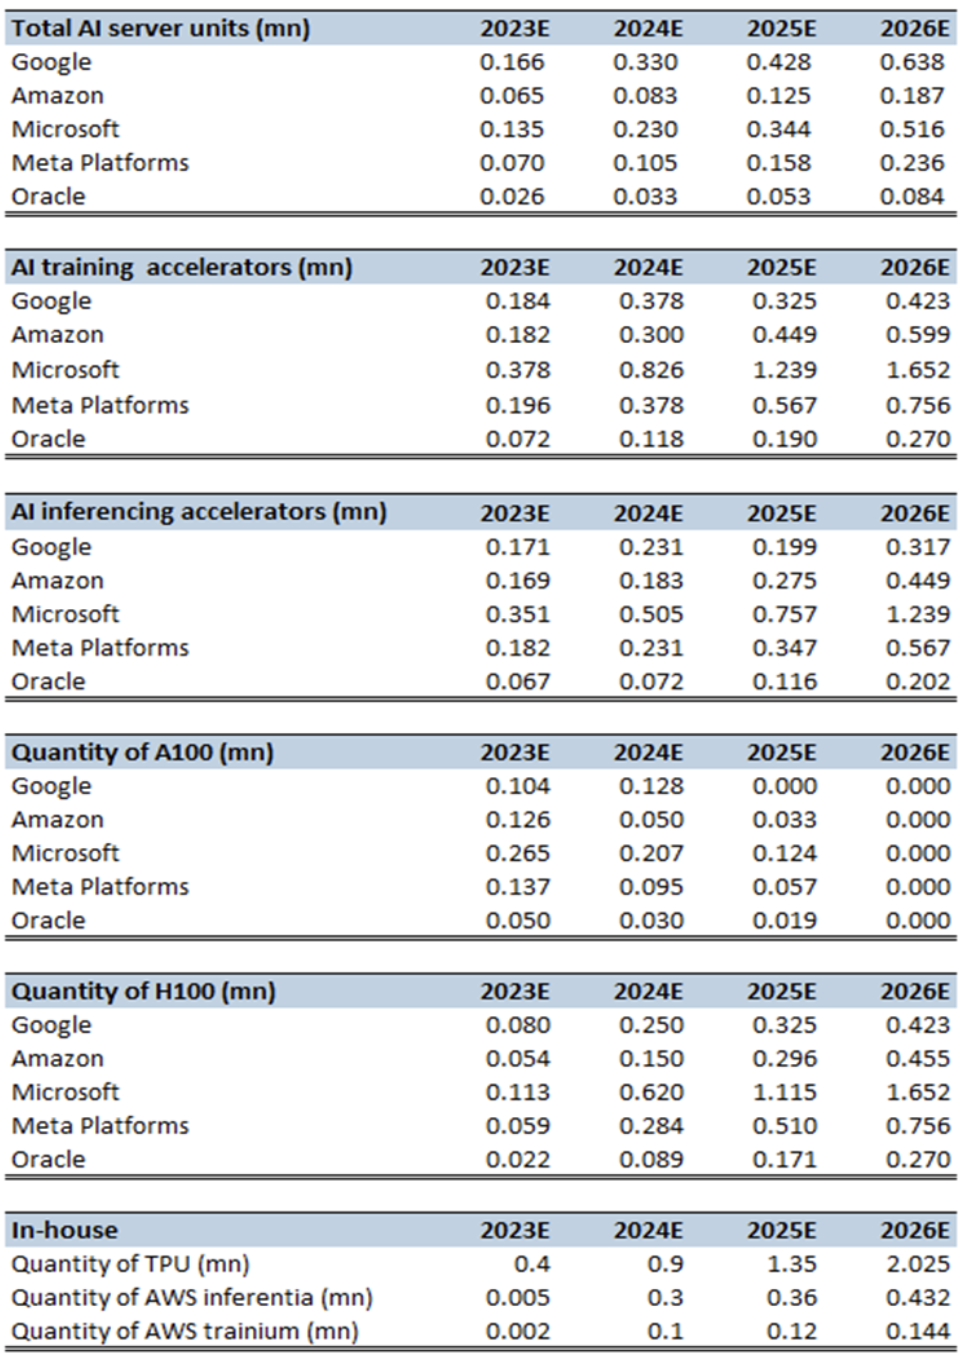 Total AI server units (mn) 2023E 2024E 2025E 2026E
Google 0.166 0.330 0.428 0.638
Amazon 0.065 0.083 0.125 0.187
Microsoft 0.135 0.230 0.344 0.516
Meta Platforms 0.070 0.105 0.158 0.236
Oracle 0.026 0.033 0.053 0.084
AI training accelerators (mn) 2023E 2024E 2025E 2026E
Google 0.184 0.378 0.325 0.423
Amazon 0.182 0.300 0.449 0.599
Microsoft 0.378 0.826 1.239 1.652
Meta Platforms 0.196 0.378 0.567 0.756
Oracle 0.072 0.118 0.190 0.270
AI inferencing accelerators (mn) 2023E 2024E 2025E 2026E
Google 0.171 0.231 0.199 0.317
Amazon 0.169 0.183 0.275 0.449
Microsoft 0.351 0.505 0.757 1.239
Meta Platforms 0.182 0.231 0.347 0.567
Oracle 0.067 0.072 0.116 0.202
Quantity of A100 (mn) 2023E 2024E 2025E 2026E
Google 0.104 0.128 0.000 0.000
Amazon 0.126 0.050 0.033 0.000
Microsoft 0.265 0.207 0.124 0.000
Meta Platforms 0.137 0.095 0.057 0.000
Oracle 0.050 0.030 0.019 0.000
Quantity of H100 (mn) 2023E 2024E 2025E 2026E
Google 0.080 0.250 0.325 0.423
Amazon 0.054 0.150 0.296 0.455
Microsoft 0.113 0.620 1.115 1.652
Meta Platforms 0.059 0.284 0.510 0.756
Oracle 0.022 0.089 0.171 0.270
In-house 2023E 2024E 2025E 2026E
Quantity of TPU (mn) 0.4 0.9 1.35 2.025
Quantity of AWS inferentia (mn) 0.005 0.3 0.36 0.432
Quantity of AWS trainium (mn) 0.002 0.1 0.12 0.144